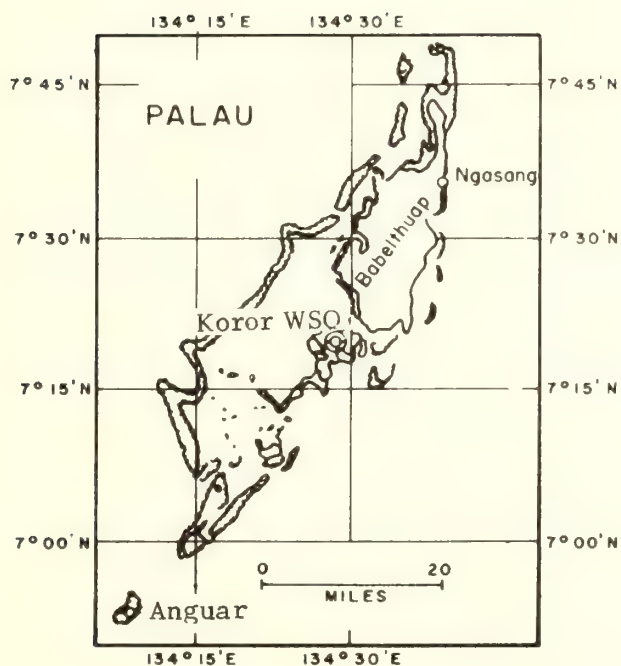 134° 15' E 134° 30' E
7° 45' N 7° 45' N
PALAU
Ngasang
Babelthuap
7° 30' N 7° 30' N
Koror WSO
7° 15' N 7° 15' N
7° 00' N 7° 00' N
0 20
MILES
Anguar
134° 15' E 134° 30' E